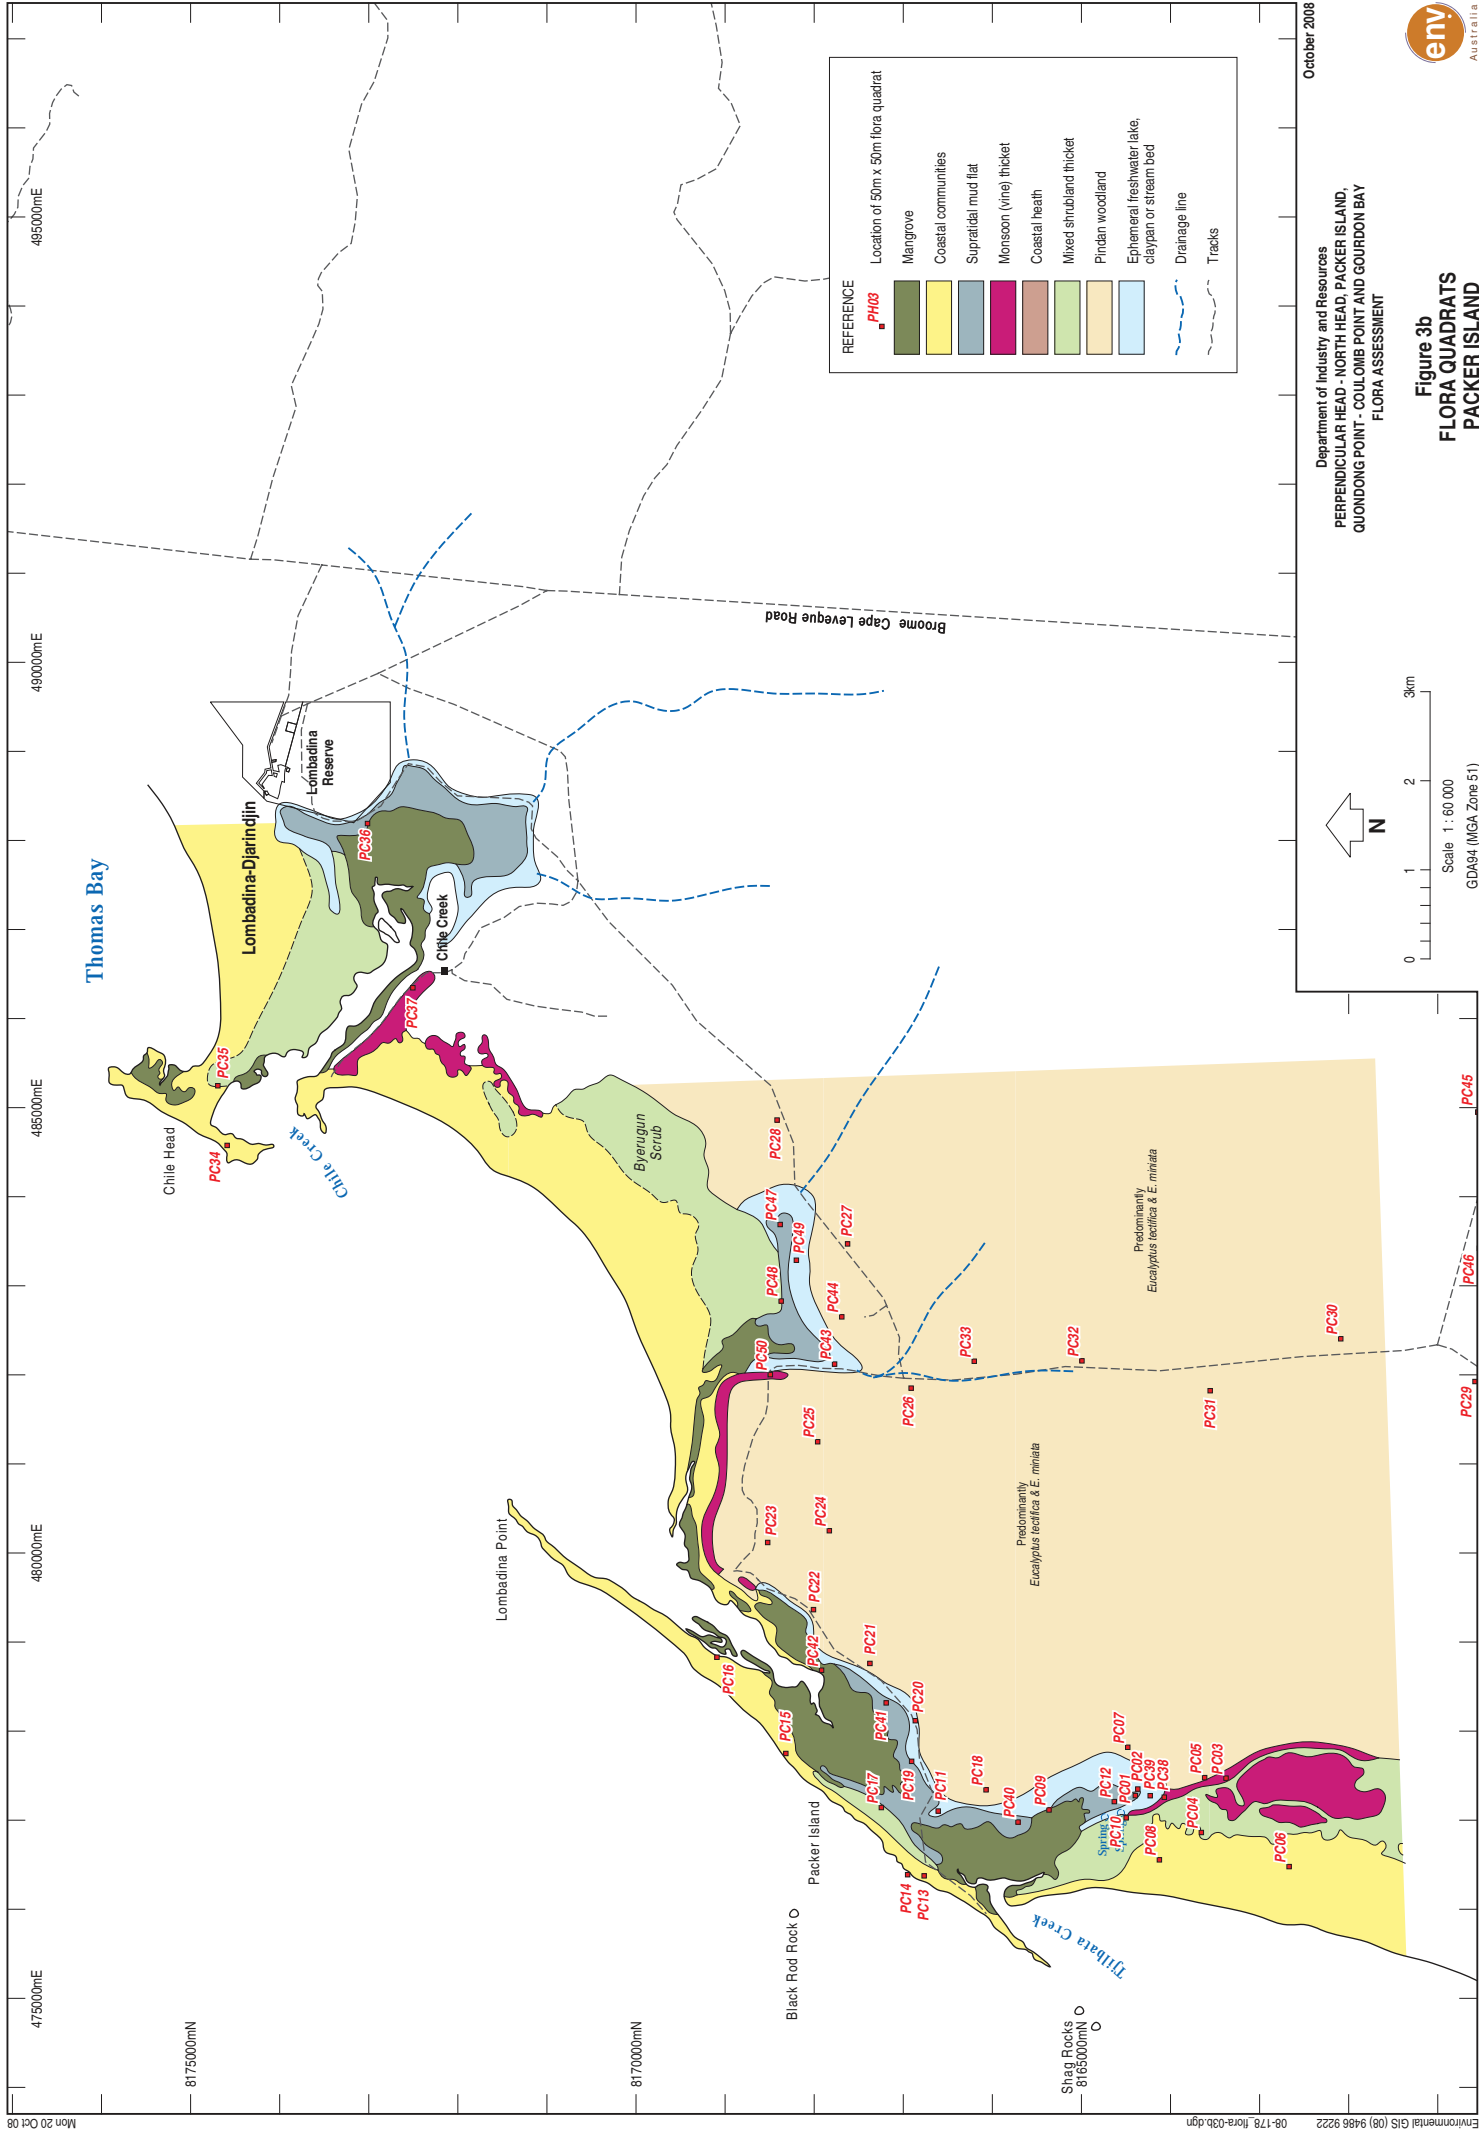 Thomas Bay
Lombadina-Djarindjin
Lombadina
Reserve
Chile Creek
Chile Head
Chile Creek
Broome Cape Leveque Road
Byerugun
Scrub
Lombadina Point
Packer Island
Black Rod Rock
Tjilbata Creek
Shag Rocks
Predominantly
Eucalyptus tectifica & E. miniata
Predominantly
Eucalyptus tectifica & E. miniata
Spring
PC34
PC35
PC36
PC37
PC28
PC47
PC49
PC27
PC48
PC44
PC43
PC50
PC33
PC32
PC30
PC46
PC45
PC29
PC31
PC26
PC25
PC24
PC23
PC22
PC42
PC21
PC16
PC15
PC41
PC20
PC17
PC19
PC11
PC18
PC40
PC09
PC07
PC12
PC02
PC01
PC39
PC38
PC10
PC05
PC03
PC04
PC08
PC06
PC14
PC13
475000mE
480000mE
485000mE
490000mE
495000mE
8175000mN
8170000mN
8165000mN
REFERENCE
PH03
Location of 50m x 50m flora quadrat
Mangrove
Coastal communities
Supratidal mud flat
Monsoon (vine) thicket
Coastal heath
Mixed shrubland thicket
Pindan woodland
Ephemeral freshwater lake,
claypan or stream bed
Drainage line
Tracks
N
0 1 2 3km
Scale 1 : 60 000
GDA94 (MGA Zone 51)
October 2008
Department of Industry and Resources
PERPENDICULAR HEAD - NORTH HEAD, PACKER ISLAND,
QUONDONG POINT - COULOMB POINT AND GOURDON BAY
FLORA ASSESSMENT
Figure 3b
FLORA QUADRATS
PACKER ISLAND
env
Australia
Environmental GIS (08) 9486 9222
08-178_flora-03b.dgn
Mon 20 Oct 08